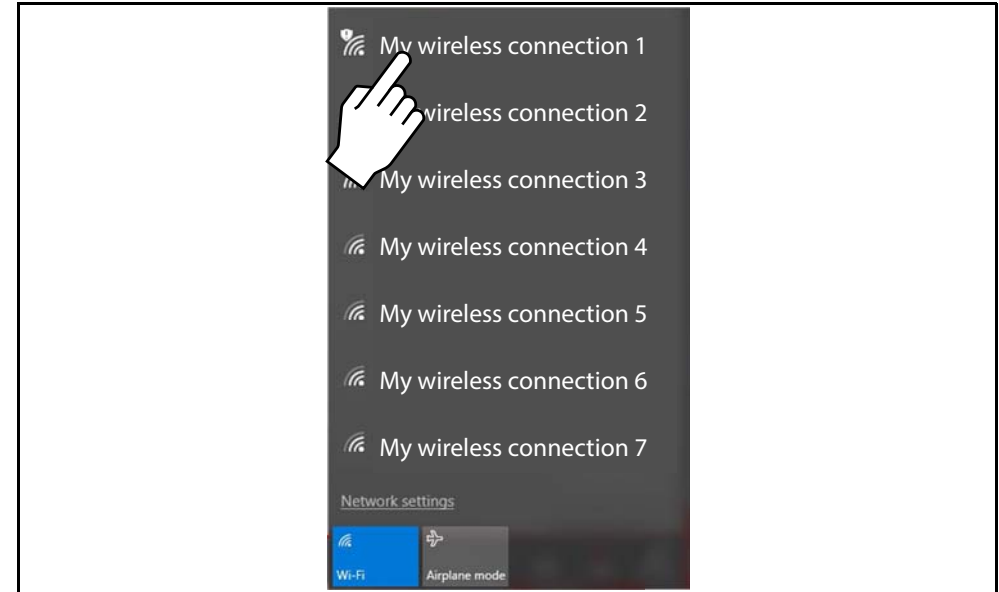 My wireless connection 1
wireless connection 2
My wireless connection 3
My wireless connection 4
My wireless connection 5
My wireless connection 6
My wireless connection 7
Network settings
Wi-Fi
Airplane mode